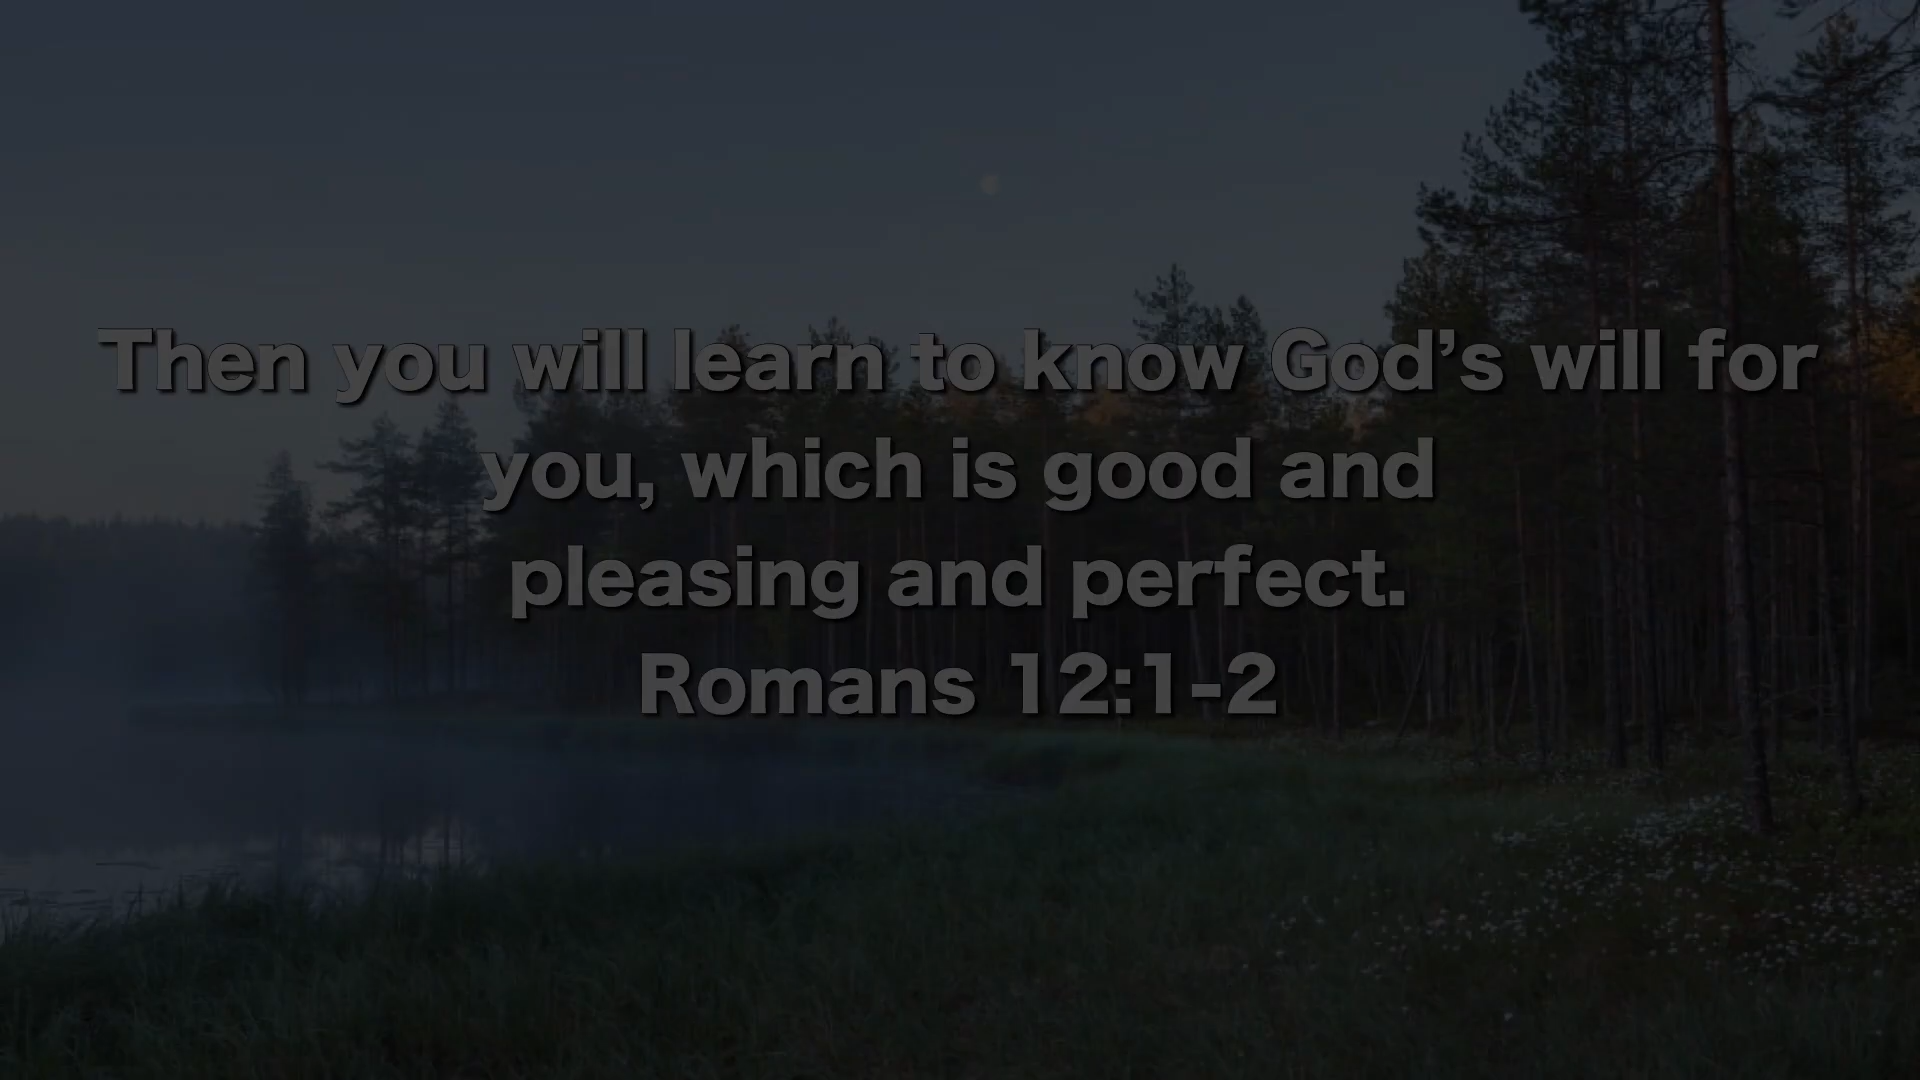 Then you will learn to know God’s will for
you, which is good and
pleasing and perfect.
Romans 12:1-2